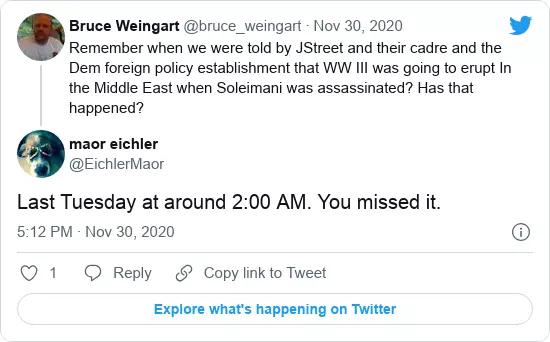 Bruce Weingart @bruce_weingart · Nov 30, 2020
Remember when we were told by JStreet and their cadre and the
Dem foreign policy establishment that WW III was going to erupt In
the Middle East when Soleimani was assassinated? Has that
happened?
maor eichler
@EichlerMaor
Last Tuesday at around 2:00 AM. You missed it.
5:12 PM · Nov 30, 2020
1 Reply Copy link to Tweet
Explore what's happening on Twitter